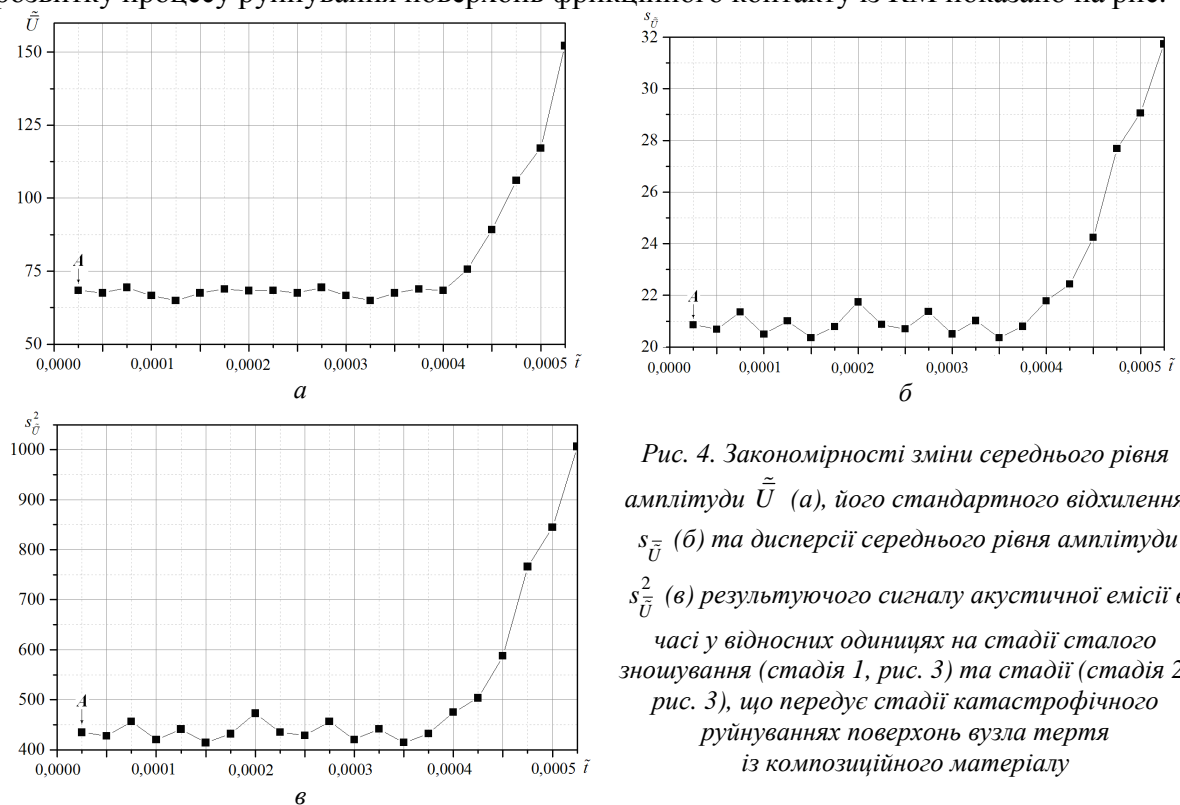 розвитку процесу руйнування поверхонь фрикційного контакту із КМ показано на рис.
Ũ̄
150
125
100
75
50
A
0,0000 0,0001 0,0002 0,0003 0,0004 0,0005 t̃
а
s_Ũ̄
32
30
28
26
24
22
20
A
0,0000 0,0001 0,0002 0,0003 0,0004 0,0005 t̃
б
s²_Ũ̄
1000
900
800
700
600
500
400
A
0,0000 0,0001 0,0002 0,0003 0,0004 0,0005 t̃
в
Рис. 4. Закономірності зміни середнього рівня
амплітуди Ũ̄ (а), його стандартного відхилення
s_Ũ̄ (б) та дисперсії середнього рівня амплітуди
s²_Ũ̄ (в) результуючого сигналу акустичної емісії в
часі у відносних одиницях на стадії сталого
зношування (стадія 1, рис. 3) та стадії (стадія 2
рис. 3), що передує стадії катастрофічного
руйнуваннях поверхонь вузла тертя
із композиційного матеріалу